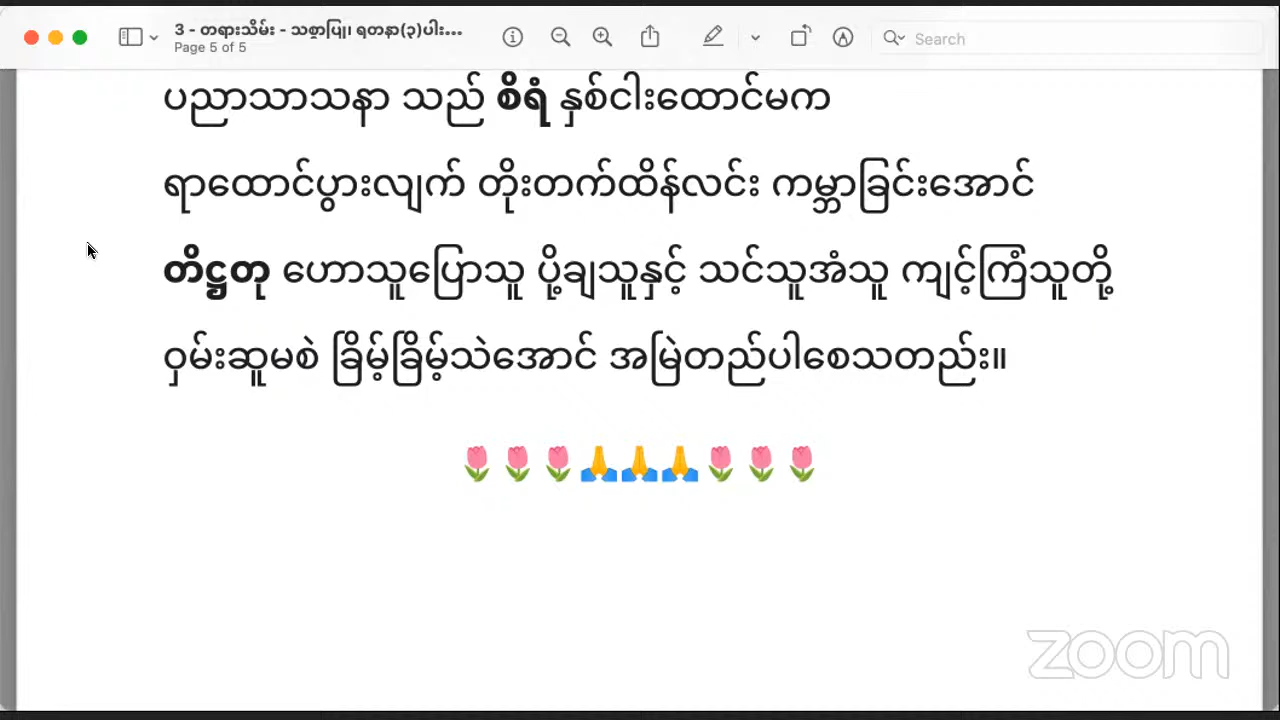 3 - တရားသိမ်း - သစ္စာပြု၊ ရတနာ(၃)ပါး...
Page 5 of 5
Search
ပညာသာသနာ သည် စိရံ နှစ်ငါးထောင်မက
ရာထောင်ပွားလျက် တိုးတက်ထိန်လင်း ကမ္ဘာခြင်းအောင်
တိဋ္ဌတု ဟောသူပြောသူ ပို့ချသူနှင့် သင်သူအံသူ ကျင့်ကြံသူတို့
ဝှမ်းဆူမစဲ ခြိမ့်ခြိမ့်သဲအောင် အမြဲတည်ပါစေသတည်း။
🌷🌷🌷🙏🙏🙏🌷🌷🌷
zoom